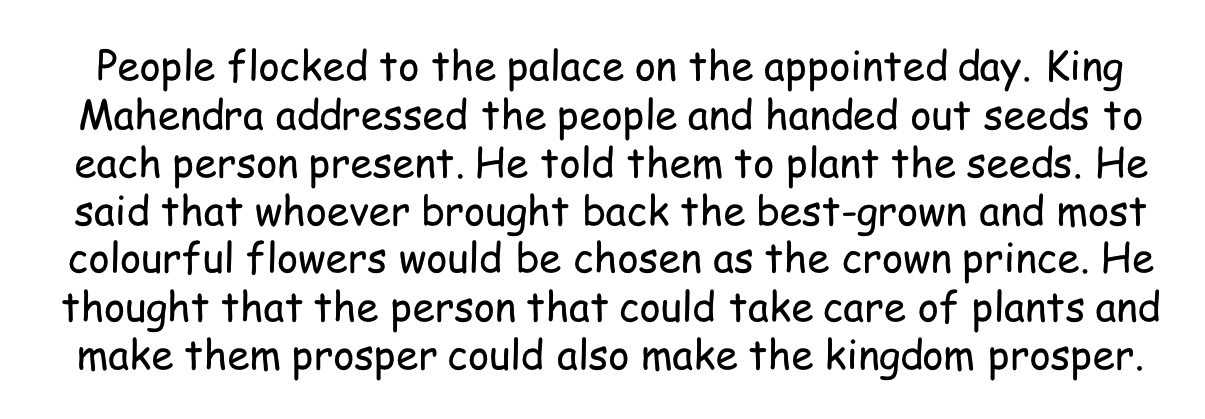 People flocked to the palace on the appointed day. King
Mahendra addressed the people and handed out seeds to
each person present. He told them to plant the seeds. He
said that whoever brought back the best-grown and most
colourful flowers would be chosen as the crown prince. He
thought that the person that could take care of plants and
make them prosper could also make the kingdom prosper.